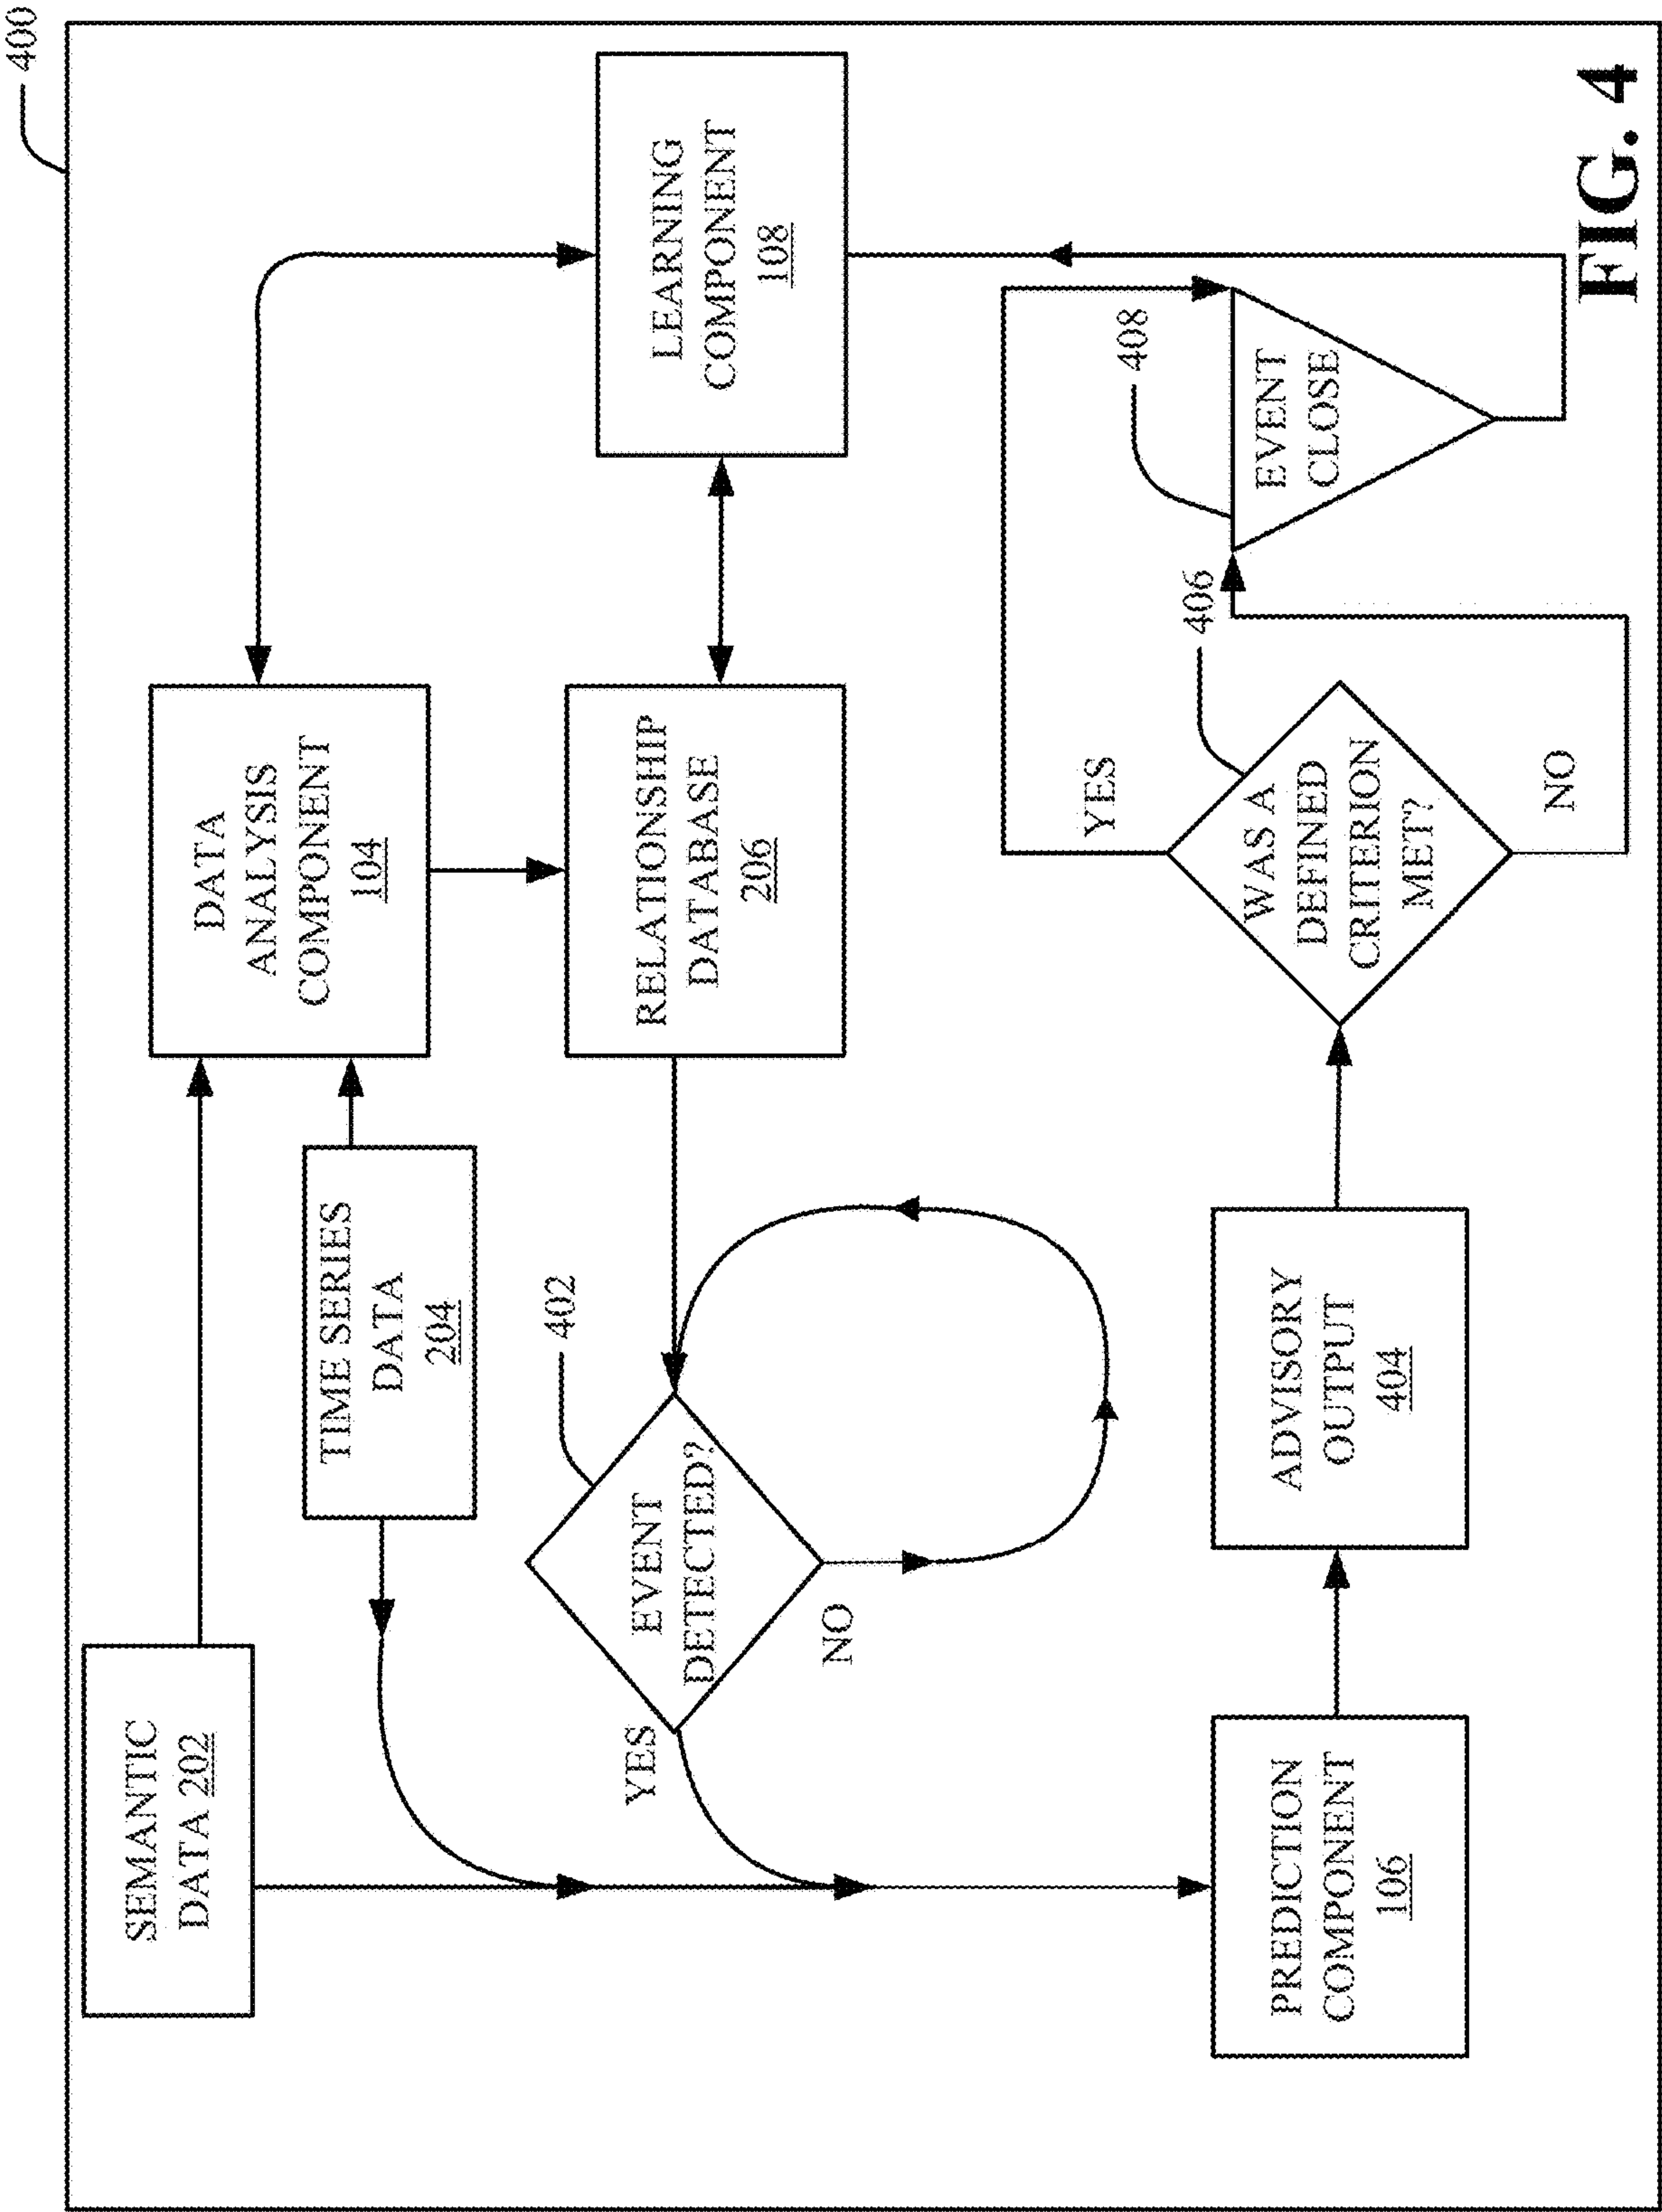 400
SEMANTIC
DATA 202
TIME SERIES
DATA
204
DATA
ANALYSIS
COMPONENT
104
LEARNING
COMPONENT
108
RELATIONSHIP
DATABASE
206
402
EVENT
DETECTED?
YES
NO
PREDICTION
COMPONENT
106
ADVISORY
OUTPUT
404
406
WAS A
DEFINED
CRITERION
MET?
YES
NO
408
EVENT
CLOSE
FIG. 4